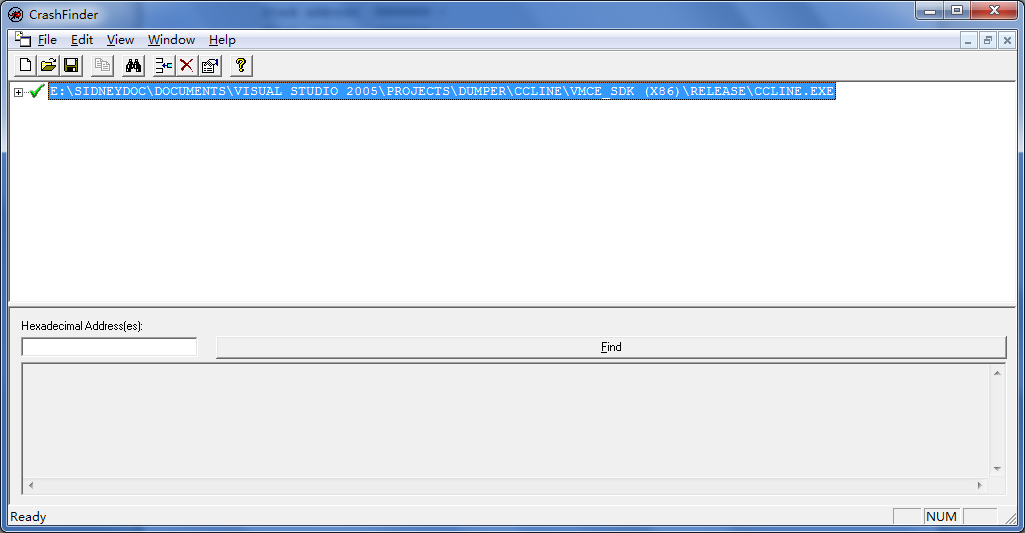 CrashFinder
File Edit View Window Help
E:\SIDNEYDOC\DOCUMENTS\VISUAL STUDIO 2005\PROJECTS\DUMPER\CCLINE\VMCE_SDK (X86)\RELEASE\CCLINE.EXE
Hexadecimal Address(es):
Find
Ready
NUM